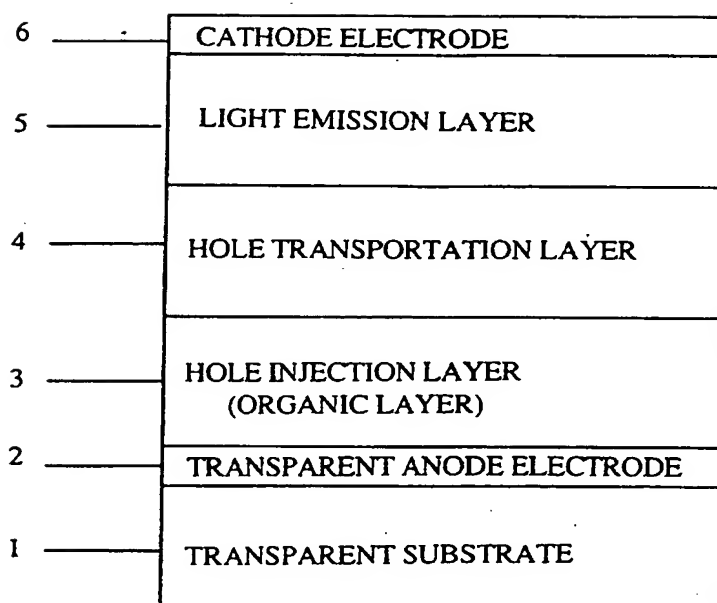 6 CATHODE ELECTRODE
5 LIGHT EMISSION LAYER
4 HOLE TRANSPORTATION LAYER
3 HOLE INJECTION LAYER
(ORGANIC LAYER)
2 TRANSPARENT ANODE ELECTRODE
1 TRANSPARENT SUBSTRATE